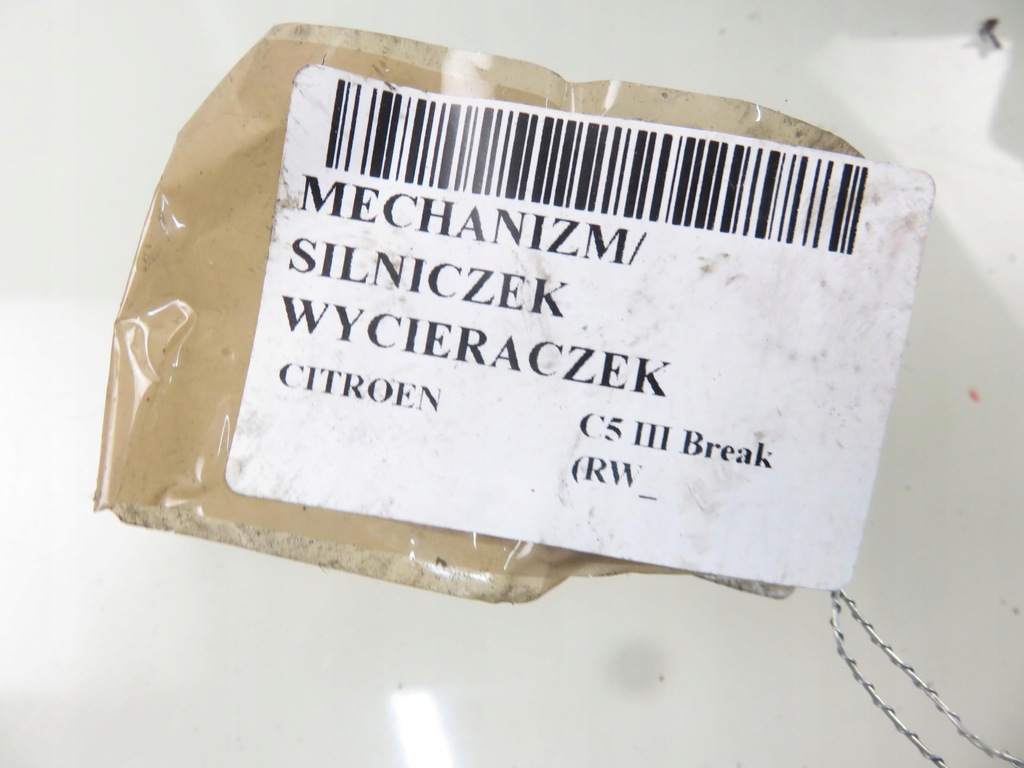 MECHANIZM/
SILNICZEK
WYCIERACZEK
CITROEN
C5 III Break
(RW_